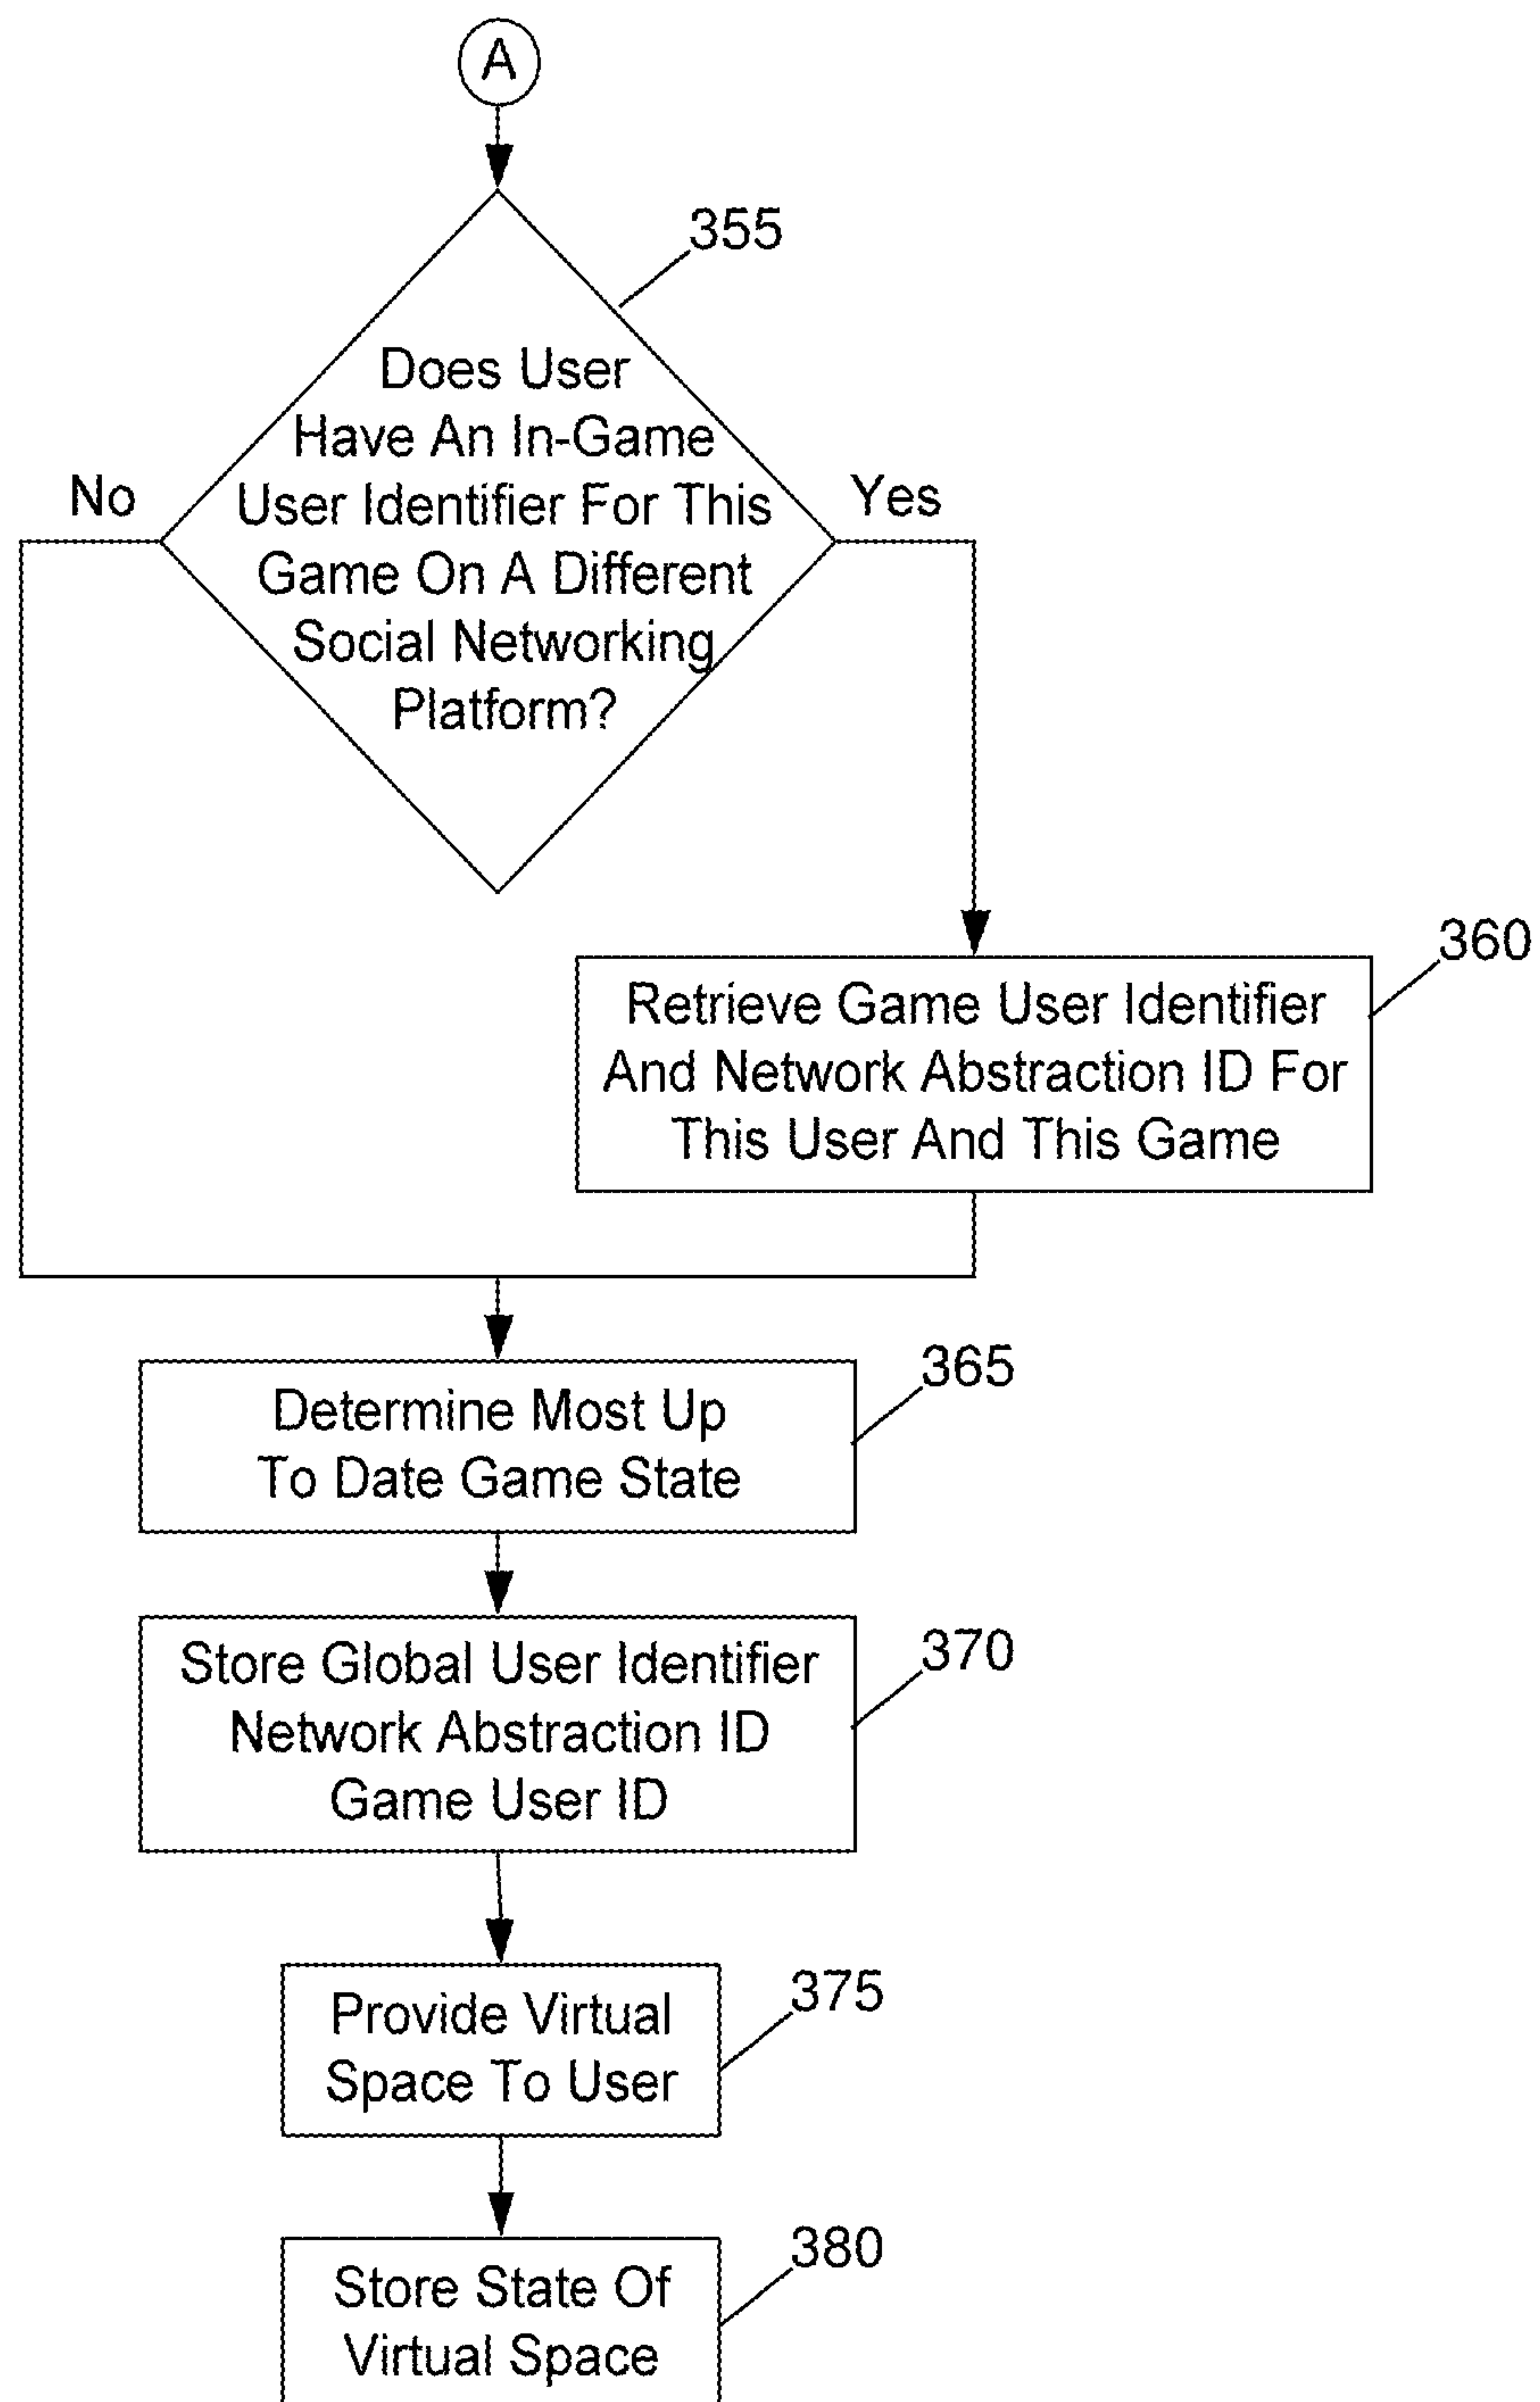 A
355
Does User
Have An In-Game
User Identifier For This
Game On A Different
Social Networking
Platform?
No
Yes
360
Retrieve Game User Identifier
And Network Abstraction ID For
This User And This Game
365
Determine Most Up
To Date Game State
370
Store Global User Identifier
Network Abstraction ID
Game User ID
375
Provide Virtual
Space To User
380
Store State Of
Virtual Space